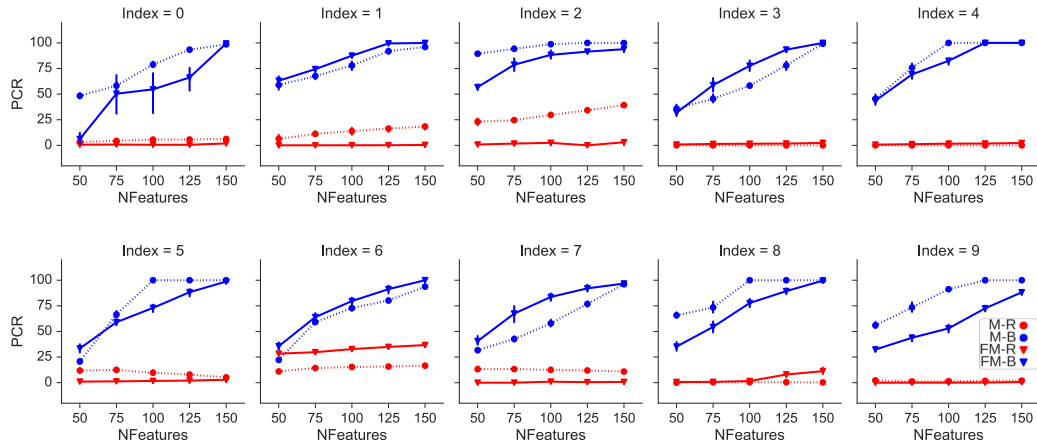 Index = 0
Index = 1
Index = 2
Index = 3
Index = 4
PCR
100
75
50
25
0
50 75 100 125 150
50 75 100 125 150
50 75 100 125 150
50 75 100 125 150
50 75 100 125 150
NFeatures
NFeatures
NFeatures
NFeatures
NFeatures
Index = 5
Index = 6
Index = 7
Index = 8
Index = 9
PCR
100
75
50
25
0
M-R
M-B
FM-R
FM-B
50 75 100 125 150
50 75 100 125 150
50 75 100 125 150
50 75 100 125 150
50 75 100 125 150
NFeatures
NFeatures
NFeatures
NFeatures
NFeatures